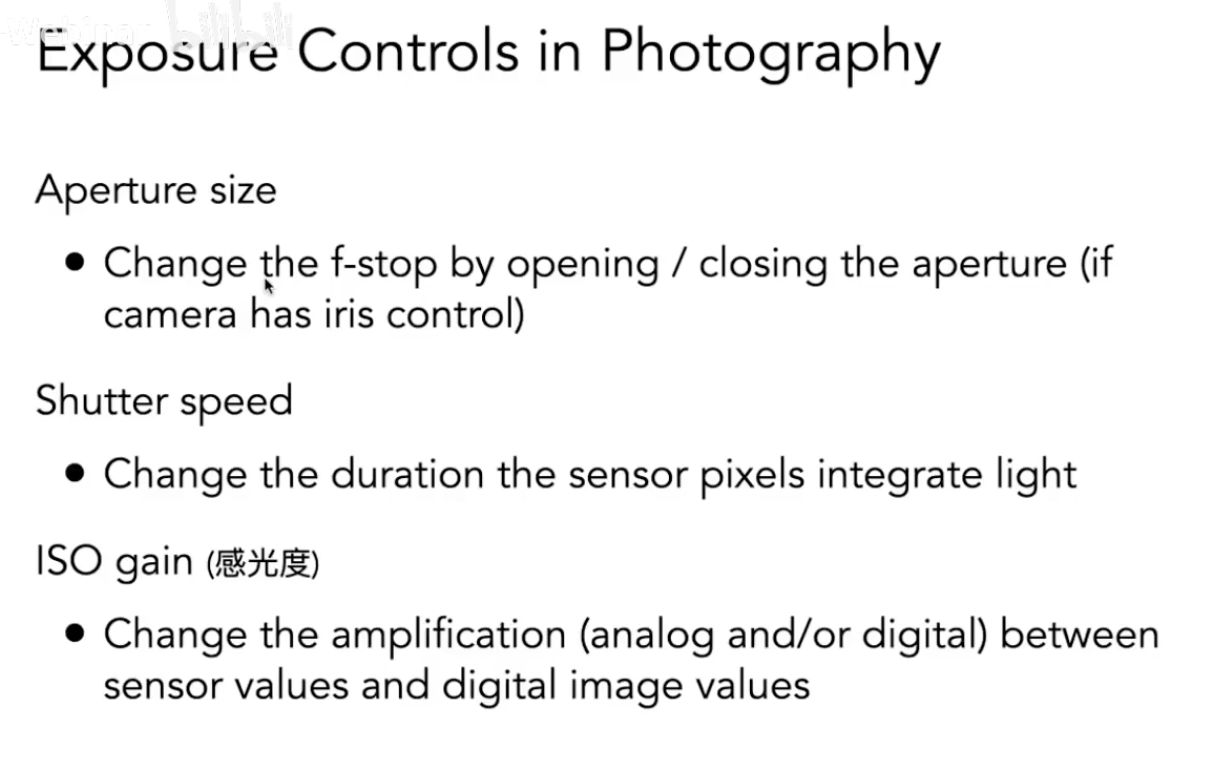 Webinar bilibili
Exposure Controls in Photography
Aperture size
● Change the f-stop by opening / closing the aperture (if
camera has iris control)
Shutter speed
● Change the duration the sensor pixels integrate light
ISO gain (感光度)
● Change the amplification (analog and/or digital) between
sensor values and digital image values